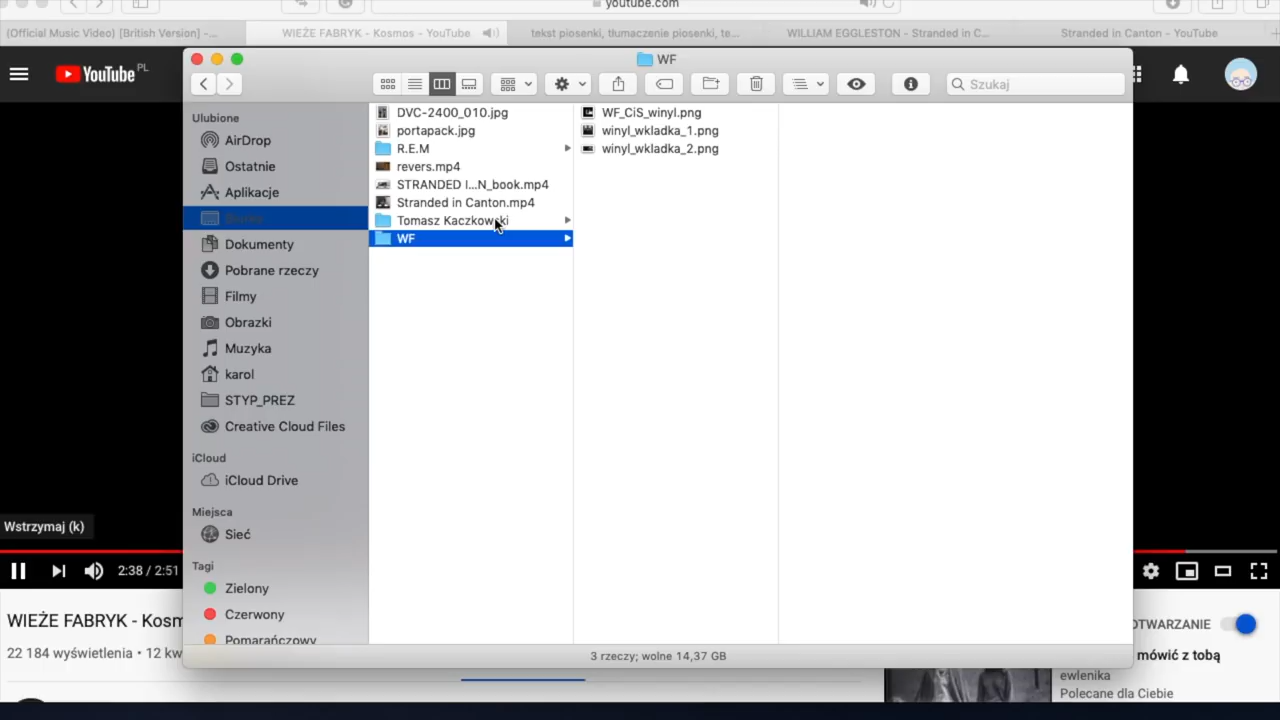 youtube.com
(Official Music Video) [British Version] -...
WIEŻE FABRYK - Kosmos - YouTube
tekst piosenki, tłumaczenie piosenki, te...
WILLIAM EGGLESTON - Stranded in C...
Stranded in Canton - YouTube
YouTube PL
WF
Szukaj
Ulubione
AirDrop
Ostatnie
Aplikacje
Biurko
Dokumenty
Pobrane rzeczy
Filmy
Obrazki
Muzyka
karol
STYP_PREZ
Creative Cloud Files
iCloud
iCloud Drive
Miejsca
Sieć
Tagi
Zielony
Czerwony
Pomarańczowy
DVC-2400_010.jpg
portapack.jpg
R.E.M
revers.mp4
STRANDED I...N_book.mp4
Stranded in Canton.mp4
Tomasz Kaczkowski
WF
WF_CiS_winyl.png
winyl_wkladka_1.png
winyl_wkladka_2.png
3 rzeczy; wolne 14,37 GB
Wstrzymaj (k)
2:38 / 2:51
WIEŻE FABRYK - Kosm
22 184 wyświetlenia • 12 kw
OTWARZANIE
mówić z tobą
ewlenika
Polecane dla Ciebie